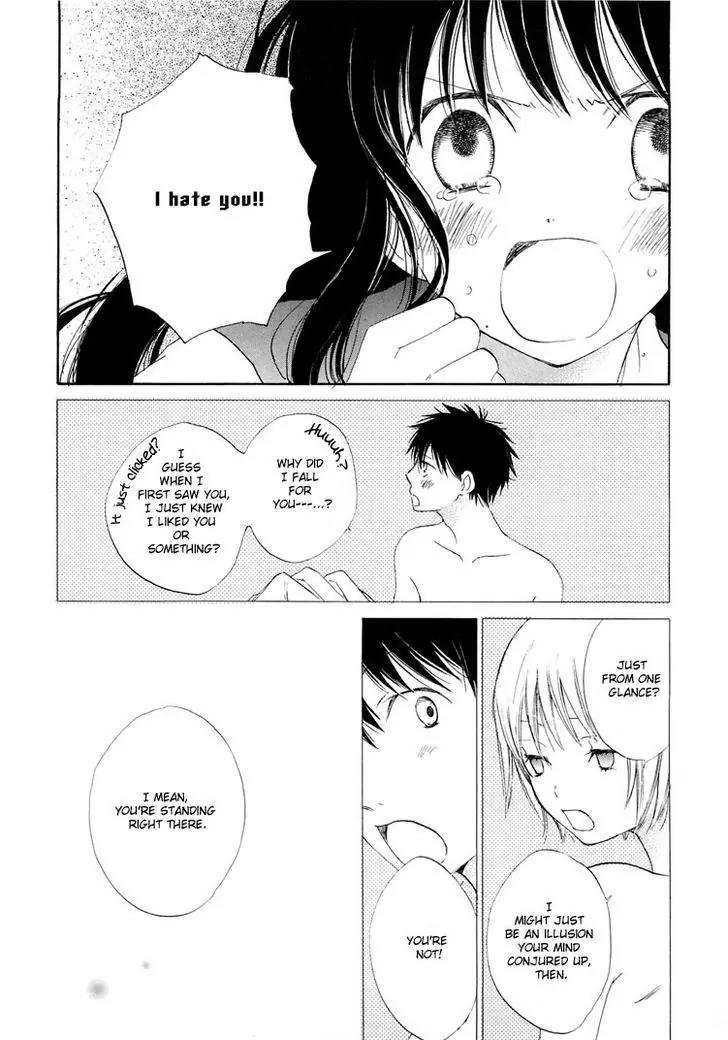 I hate you!!
Huuuh?
WHY DID
I FALL
FOR
YOU---...?
It just clicked?
I
GUESS
WHEN I
FIRST SAW YOU,
I JUST KNEW
I LIKED YOU
OR
SOMETHING?
JUST
FROM ONE
GLANCE?
I
MIGHT JUST
BE AN ILLUSION
YOUR MIND
CONJURED UP,
THEN.
YOU'RE
NOT!
I MEAN,
YOU'RE STANDING
RIGHT THERE.